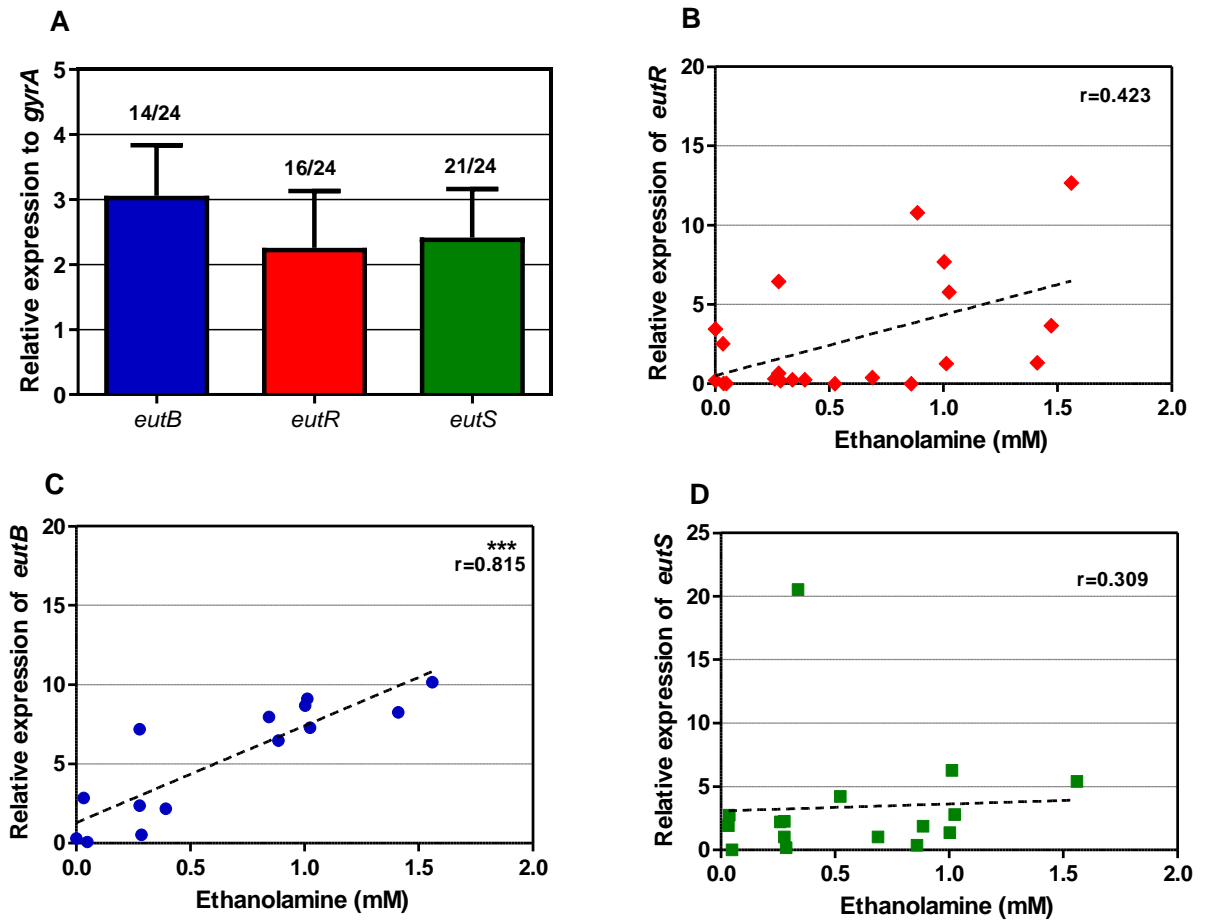 A
Relative expression to gyrA
5
4
3
2
1
0
14/24
16/24
21/24
eutB
eutR
eutS
B
Relative expression of eutR
20
15
10
5
0
r=0.423
0.0 0.5 1.0 1.5 2.0
Ethanolamine (mM)
C
Relative expression of eutB
20
15
10
5
0
***
r=0.815
0.0 0.5 1.0 1.5 2.0
Ethanolamine (mM)
D
Relative expression of eutS
25
20
15
10
5
0
r=0.309
0.0 0.5 1.0 1.5 2.0
Ethanolamine (mM)